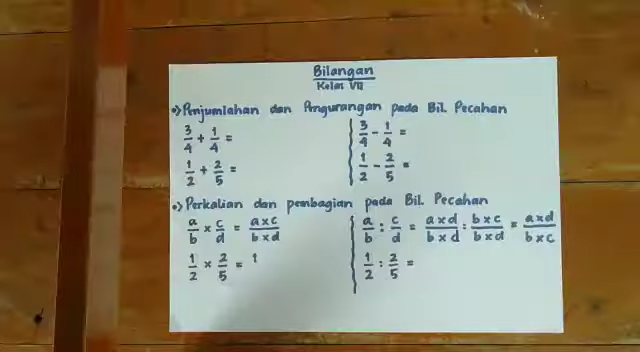 Bilangan
Kelas VII
•) Penjumlahan dan Pengurangan pada Bil. Pecahan
3/4 + 1/4 =
3/4 - 1/4 =
1/2 + 2/5 =
1/2 - 2/5 =
•) Perkalian dan pembagian pada Bil. Pecahan
a/b × c/d = a×c/b×d
a/b : c/d = a×d/b×d : b×c/b×d = a×d/b×c
1/2 × 2/5 = 1
1/2 : 2/5 =